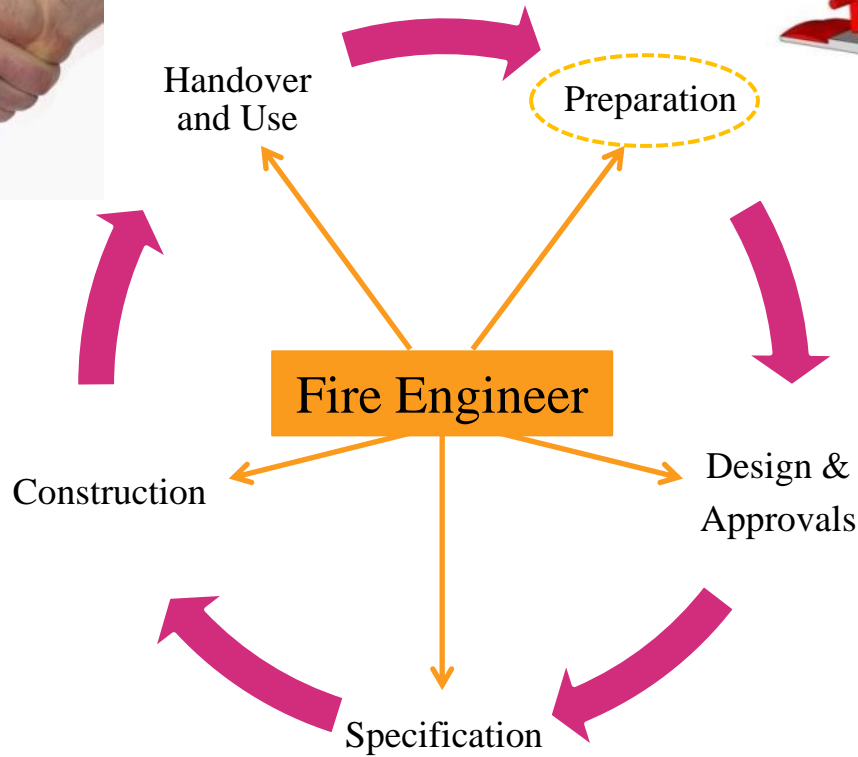 Handover
and Use
Preparation
Fire Engineer
Construction
Design &
Approvals
Specification